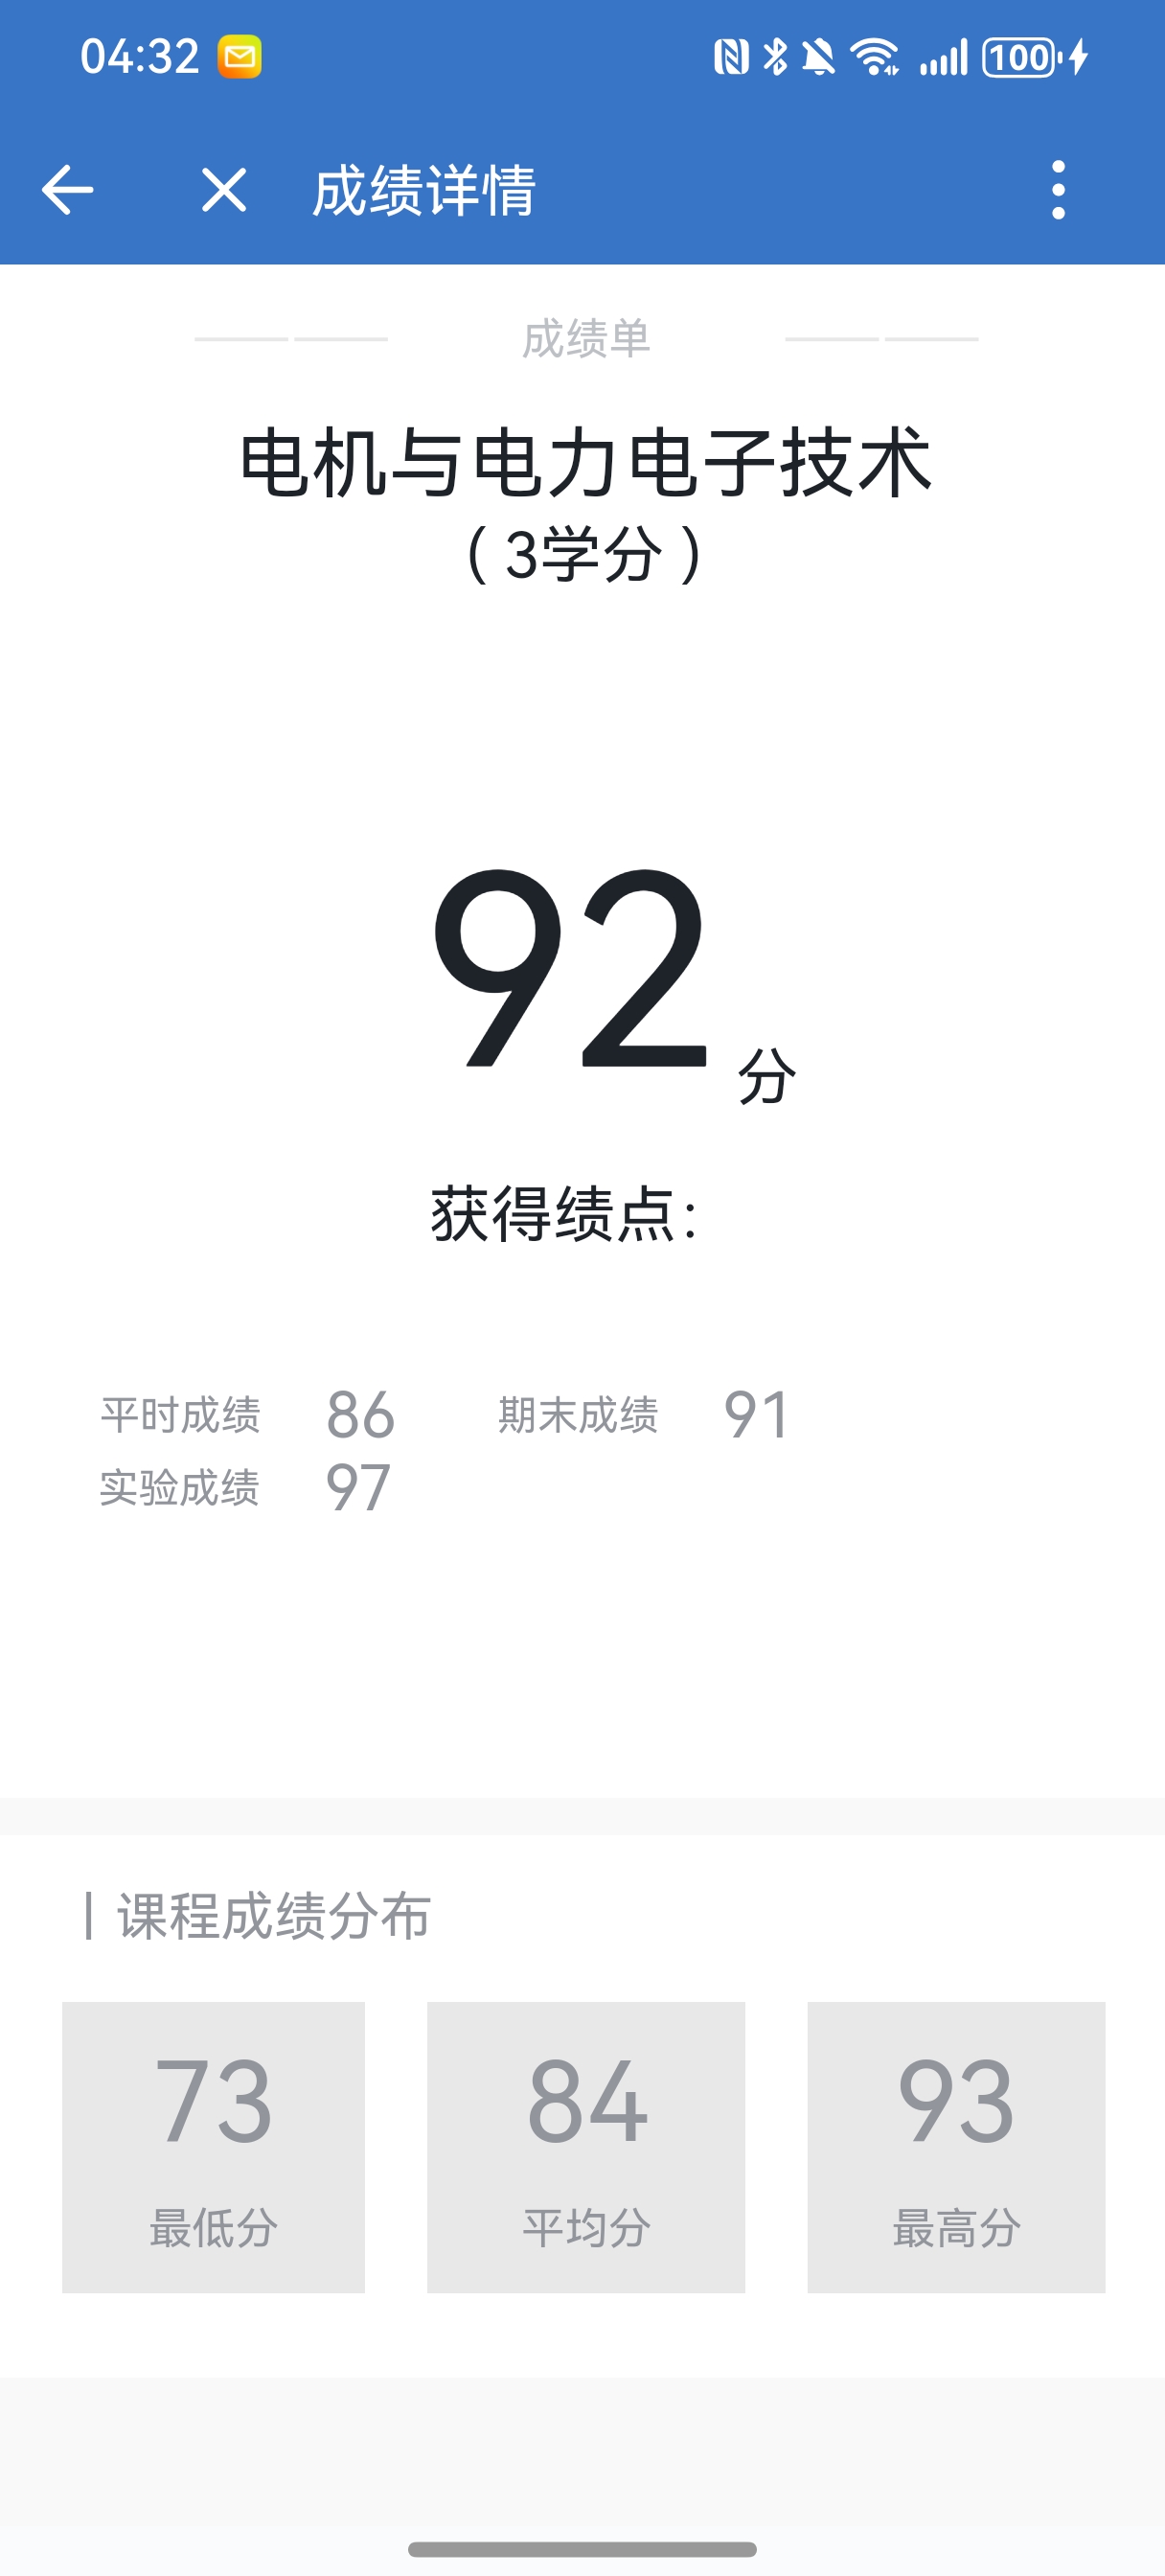 04:32
100
成绩详情
成绩单
电机与电力电子技术
( 3学分 )
92 分
获得绩点:
平时成绩 86 期末成绩 91
实验成绩 97
课程成绩分布
73 84 93
最低分 平均分 最高分